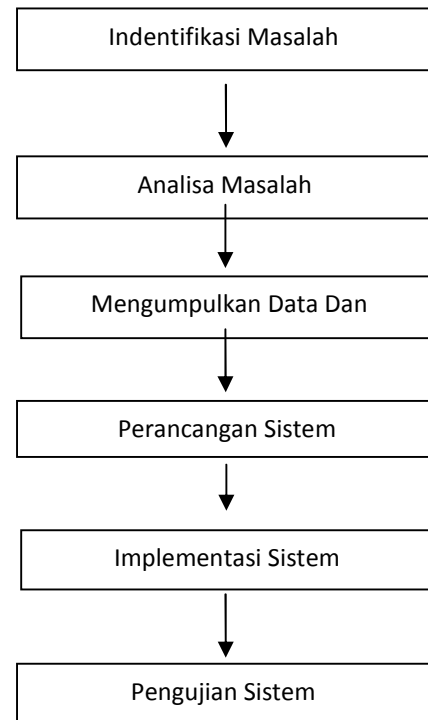 Indentifikasi Masalah
Analisa Masalah
Mengumpulkan Data Dan
Perancangan Sistem
Implementasi Sistem
Pengujian Sistem